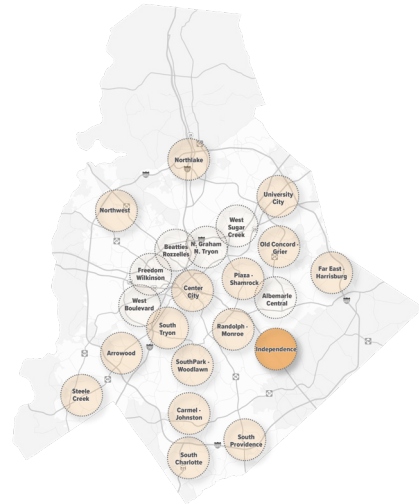 Northlake
University
City
Northwest
West
Sugar
Creek
Beatties
Rozzelles
N. Graham
N. Tryon
Old Concord -
Grier
Freedom
Wilkinson
Plaza -
Shamrock
Far East -
Harrisburg
Center
City
Albemarle
Central
West
Boulevard
South
Tryon
Randolph -
Monroe
Independence
Arrowood
SouthPark -
Woodlawn
Steele
Creek
Carmel -
Johnston
South
Providence
South
Charlotte